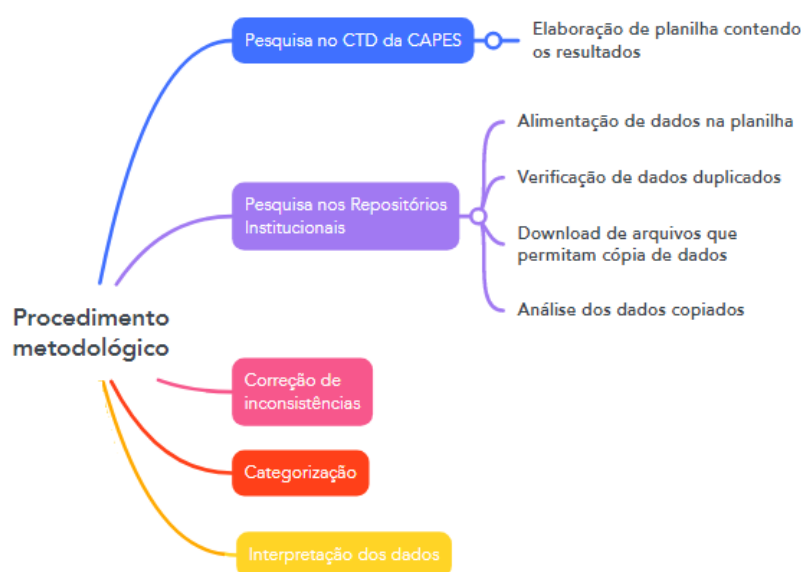 Procedimento
metodológico
Pesquisa no CTD da CAPES
Elaboração de planilha contendo
os resultados
Pesquisa nos Repositórios
Institucionais
Alimentação de dados na planilha
Verificação de dados duplicados
Download de arquivos que
permitam cópia de dados
Análise dos dados copiados
Correção de
inconsistências
Categorização
Interpretação dos dados